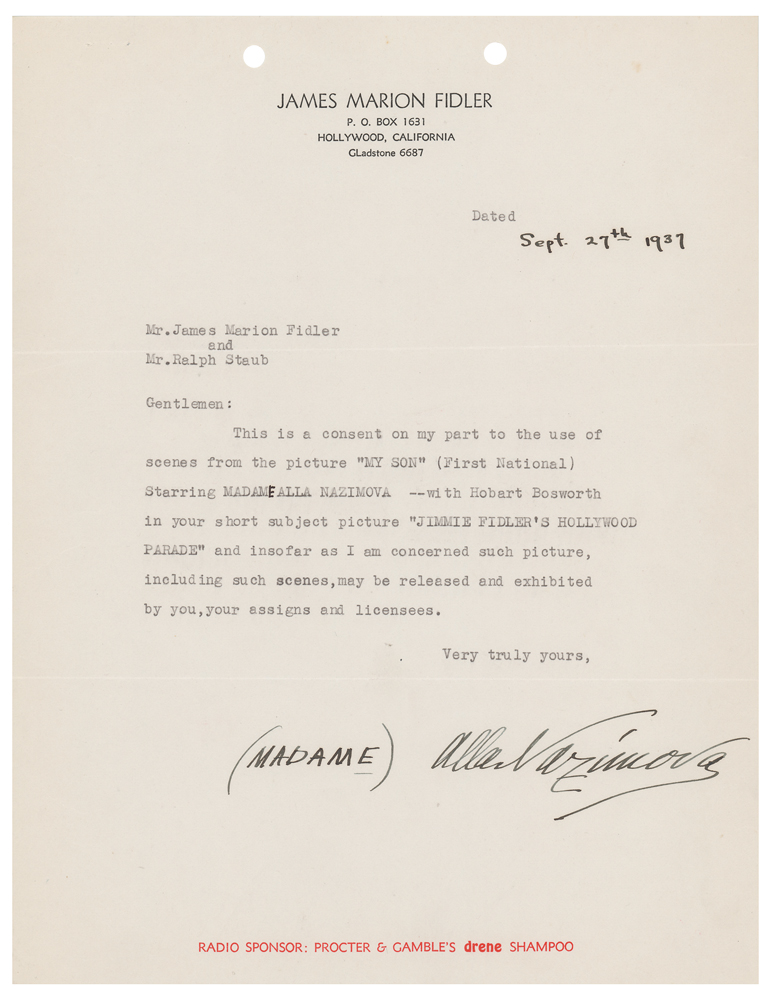 JAMES MARION FIDLER
P. O. BOX 1631
HOLLYWOOD, CALIFORNIA
GLadstone 6687
Dated
Sept. 27th 1937
Mr.James Marion Fidler
and
Mr.Ralph Staub
Gentlemen:
This is a consent on my part to the use of
scenes from the picture "MY SON" (First National)
Starring MADAMEALLA NAZIMOVA --with Hobart Bosworth
in your short subject picture "JIMMIE FIDLER'S HOLLYWOOD
PARADE" and insofar as I am concerned such picture,
including such scenes,may be released and exhibited
by you,your assigns and licensees.
Very truly yours,
(MADAME) Alla Nazimova
RADIO SPONSOR: PROCTER & GAMBLE'S drene SHAMPOO